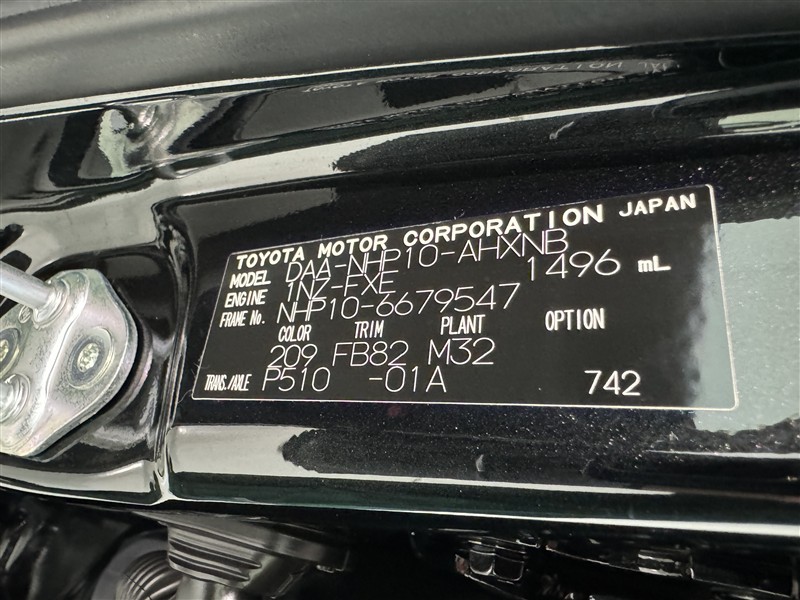 TOYOTA MOTOR CORPORATION JAPAN
MODEL DAA-NHP10-AHXNB
ENGINE 1NZ-FXE 1496 mL
FRAME No. NHP10-6679547
COLOR TRIM PLANT OPTION
209 FB82 M32
TRANS./AXLE P510 -01A 742